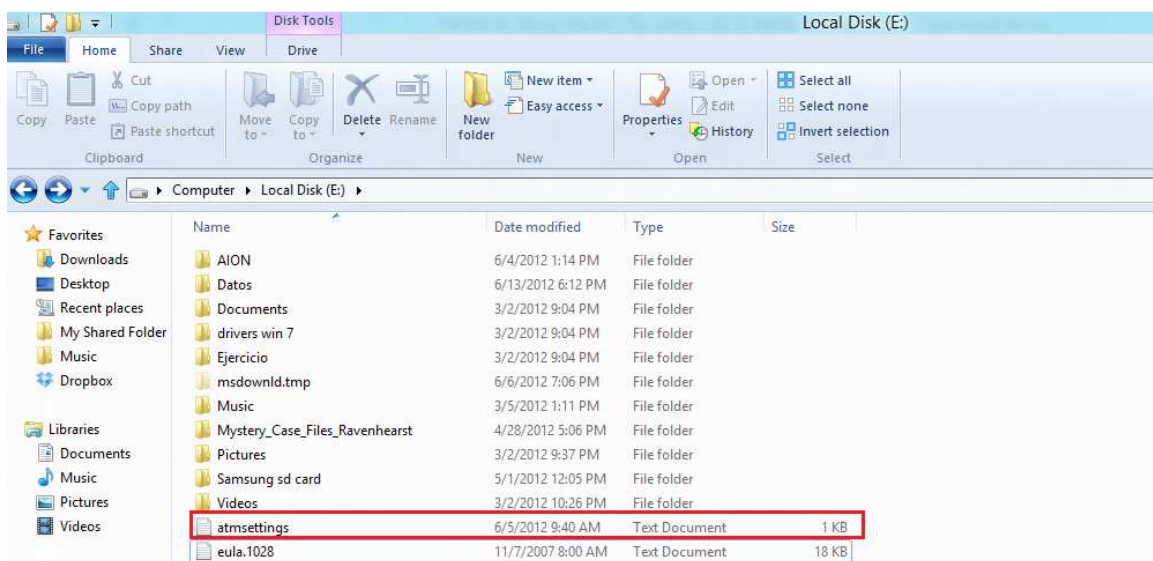 Disk Tools Local Disk (E:)
File Home Share View Drive
Copy
Paste
Cut
Copy path
Paste shortcut
Clipboard
Move to
Copy to
Delete
Rename
Organize
New folder
New item
Easy access
New
Properties
Open
Edit
History
Open
Select all
Select none
Invert selection
Select
Computer Local Disk (E:)
Favorites
Downloads
Desktop
Recent places
My Shared Folder
Music
Dropbox
Libraries
Documents
Music
Pictures
Videos
Name Date modified Type Size
AION 6/4/2012 1:14 PM File folder
Datos 6/13/2012 6:12 PM File folder
Documents 3/2/2012 9:04 PM File folder
drivers win 7 3/2/2012 9:04 PM File folder
Ejercicio 3/2/2012 9:04 PM File folder
msdownld.tmp 6/6/2012 7:06 PM File folder
Music 3/5/2012 1:11 PM File folder
Mystery_Case_Files_Ravenhearst 4/28/2012 5:06 PM File folder
Pictures 3/2/2012 9:37 PM File folder
Samsung sd card 5/1/2012 12:05 PM File folder
Videos 3/2/2012 10:26 PM File folder
atmsettings 6/5/2012 9:40 AM Text Document 1 KB
eula.1028 11/7/2007 8:00 AM Text Document 18 KB